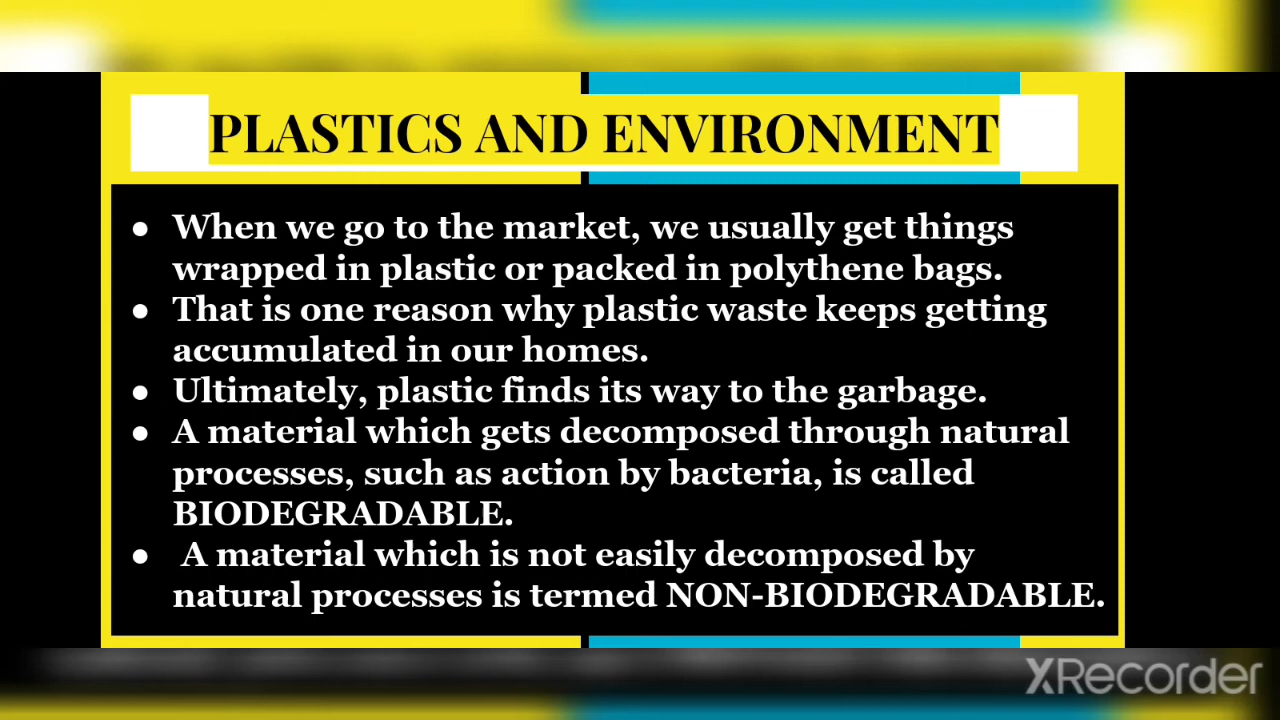 PLASTICS AND ENVIRONMENT
● When we go to the market, we usually get things
wrapped in plastic or packed in polythene bags.
● That is one reason why plastic waste keeps getting
accumulated in our homes.
● Ultimately, plastic finds its way to the garbage.
● A material which gets decomposed through natural
processes, such as action by bacteria, is called
BIODEGRADABLE.
● A material which is not easily decomposed by
natural processes is termed NON-BIODEGRADABLE.
XRecorder